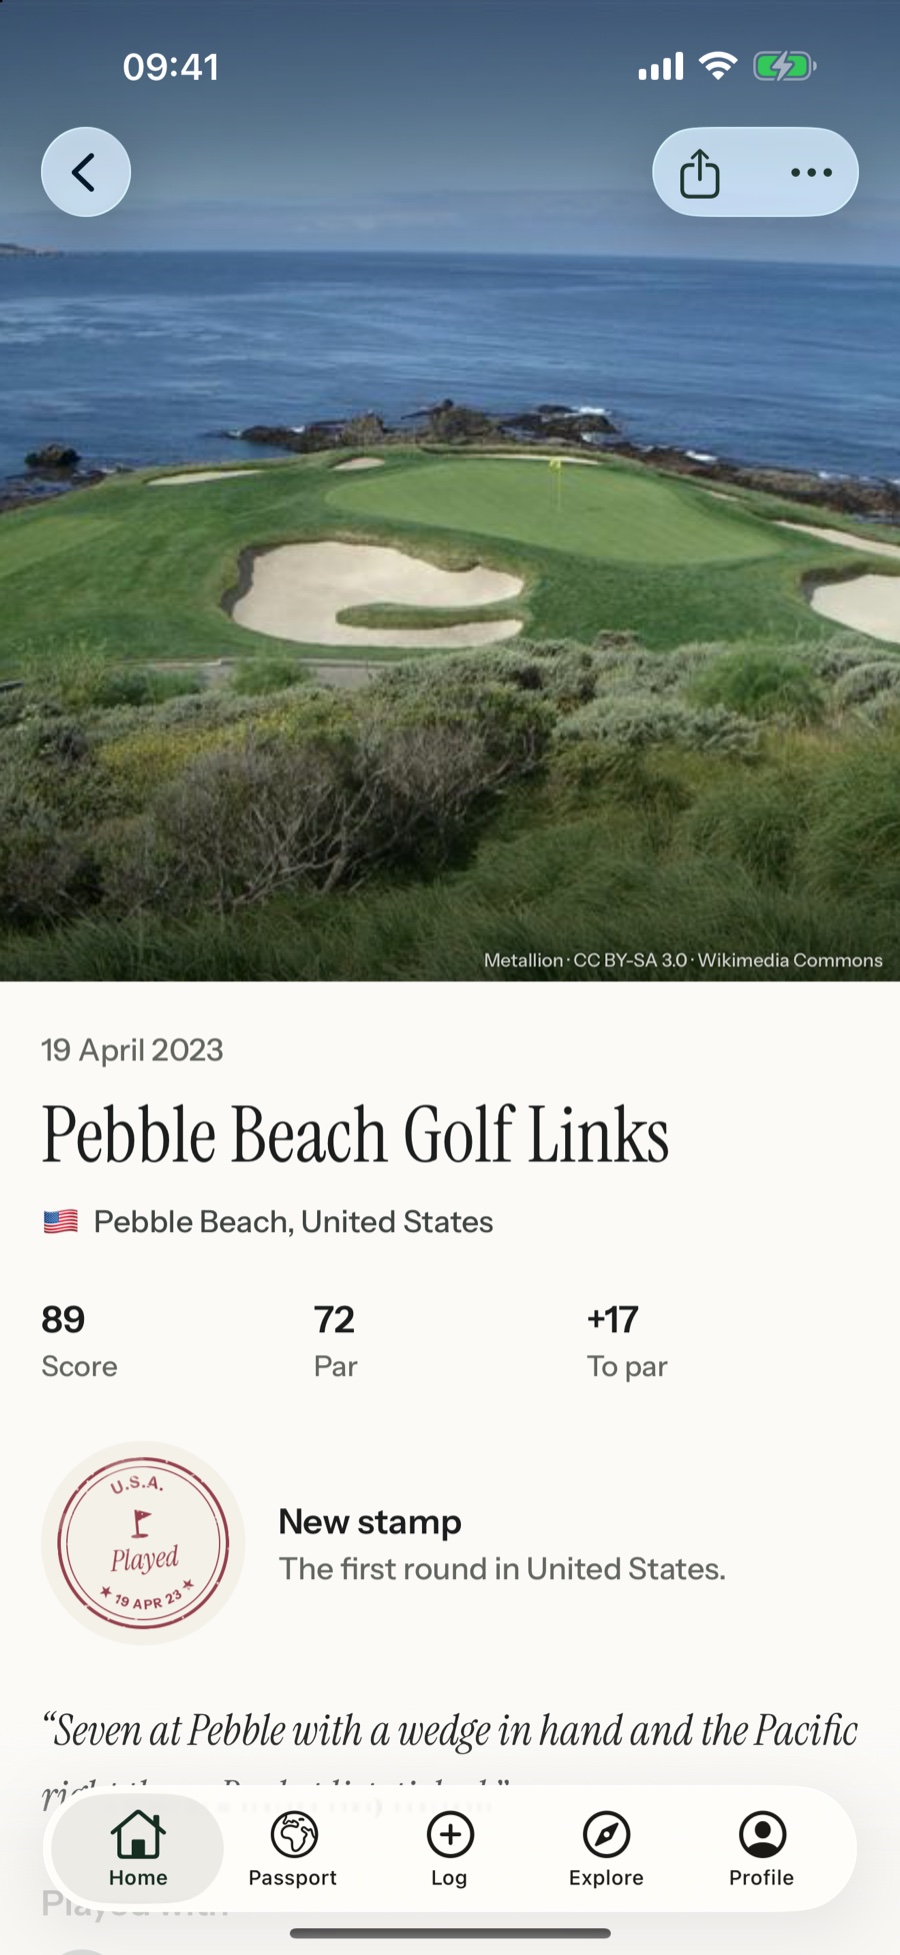 09:41
Metallion · CC BY-SA 3.0 · Wikimedia Commons
19 April 2023
Pebble Beach Golf Links
Pebble Beach, United States
89
72
+17
Score
Par
To par
U.S.A.
Played
★ 19 APR 23 ★
New stamp
The first round in United States.
“Seven at Pebble with a wedge in hand and the Pacific
Home
Passport
Log
Explore
Profile
Played with